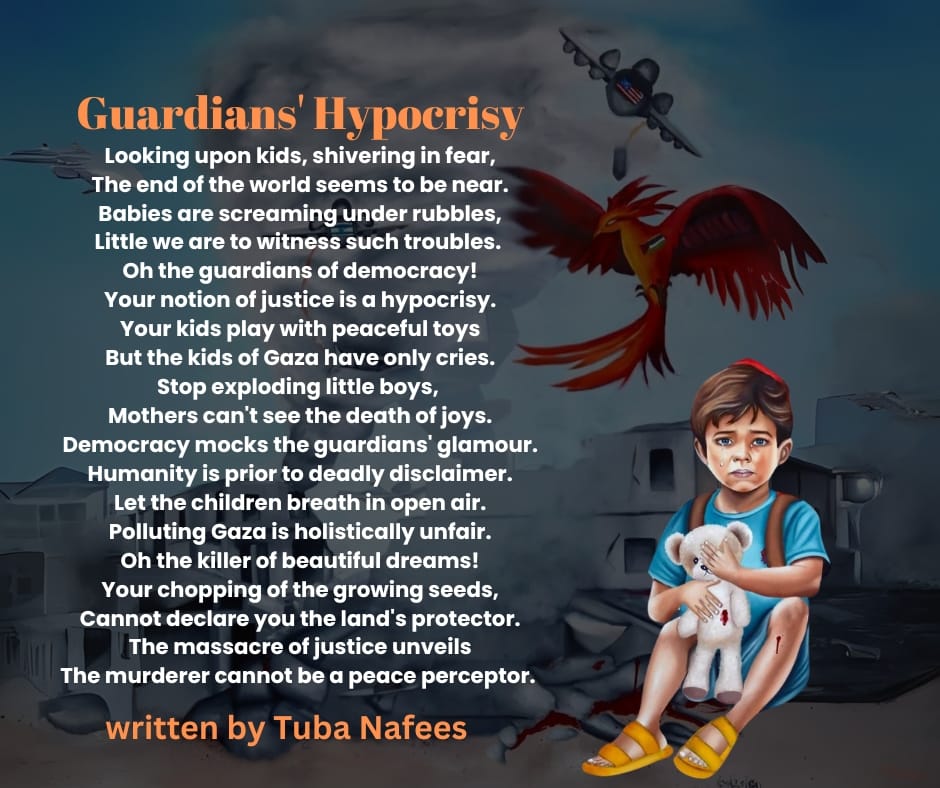 Guardians' Hypocrisy
Looking upon kids, shivering in fear,
The end of the world seems to be near.
Babies are screaming under rubbles,
Little we are to witness such troubles.
Oh the guardians of democracy!
Your notion of justice is a hypocrisy.
Your kids play with peaceful toys
But the kids of Gaza have only cries.
Stop exploding little boys,
Mothers can't see the death of joys.
Democracy mocks the guardians' glamour.
Humanity is prior to deadly disclaimer.
Let the children breath in open air.
Polluting Gaza is holistically unfair.
Oh the killer of beautiful dreams!
Your chopping of the growing seeds,
Cannot declare you the land's protector.
The massacre of justice unveils
The murderer cannot be a peace perceptor.
written by Tuba Nafees